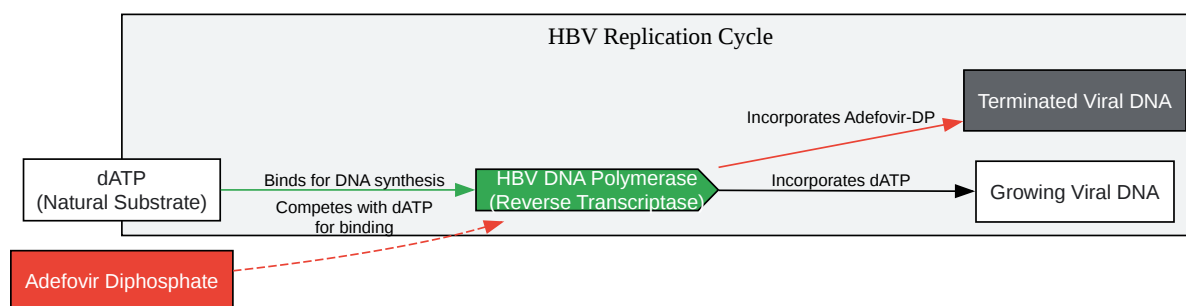 HBV Replication Cycle
Terminated Viral DNA
Incorporates Adefovir-DP
dATP
(Natural Substrate)
Binds for DNA synthesis
HBV DNA Polymerase
(Reverse Transcriptase)
Incorporates dATP
Growing Viral DNA
Competes with dATP
for binding
Adefovir Diphosphate